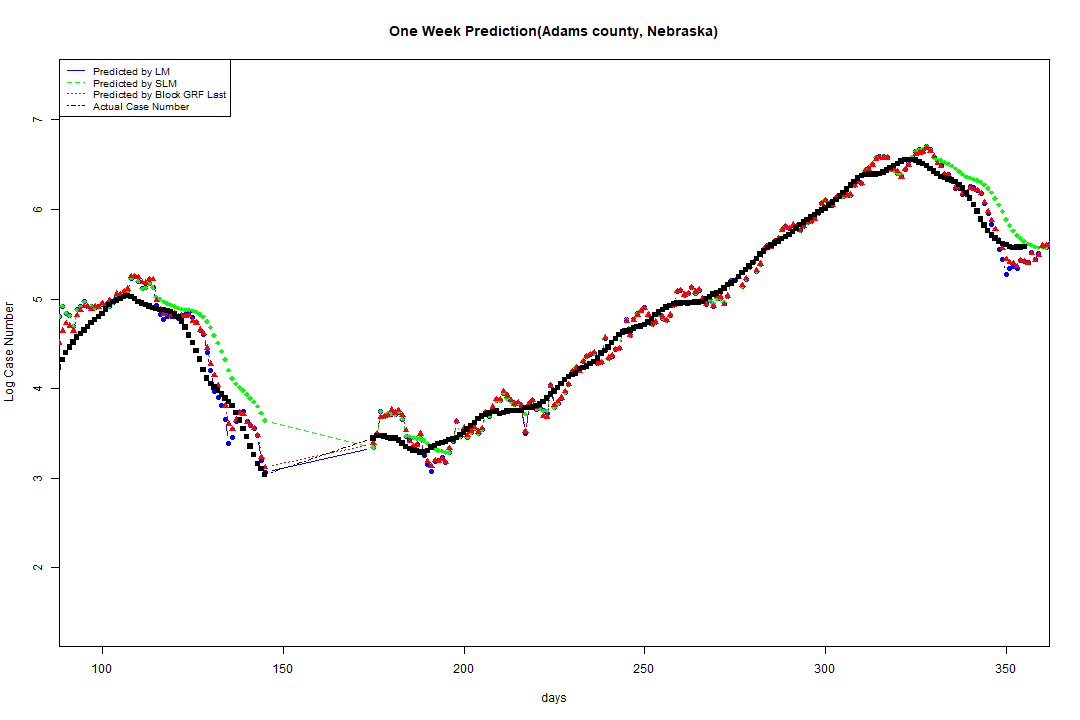 One Week Prediction(Adams county, Nebraska)
Predicted by LM
Predicted by SLM
Predicted by Block GRF Last
Actual Case Number
7
6
5
4
3
2
Log Case Number
100 150 200 250 300 350
days